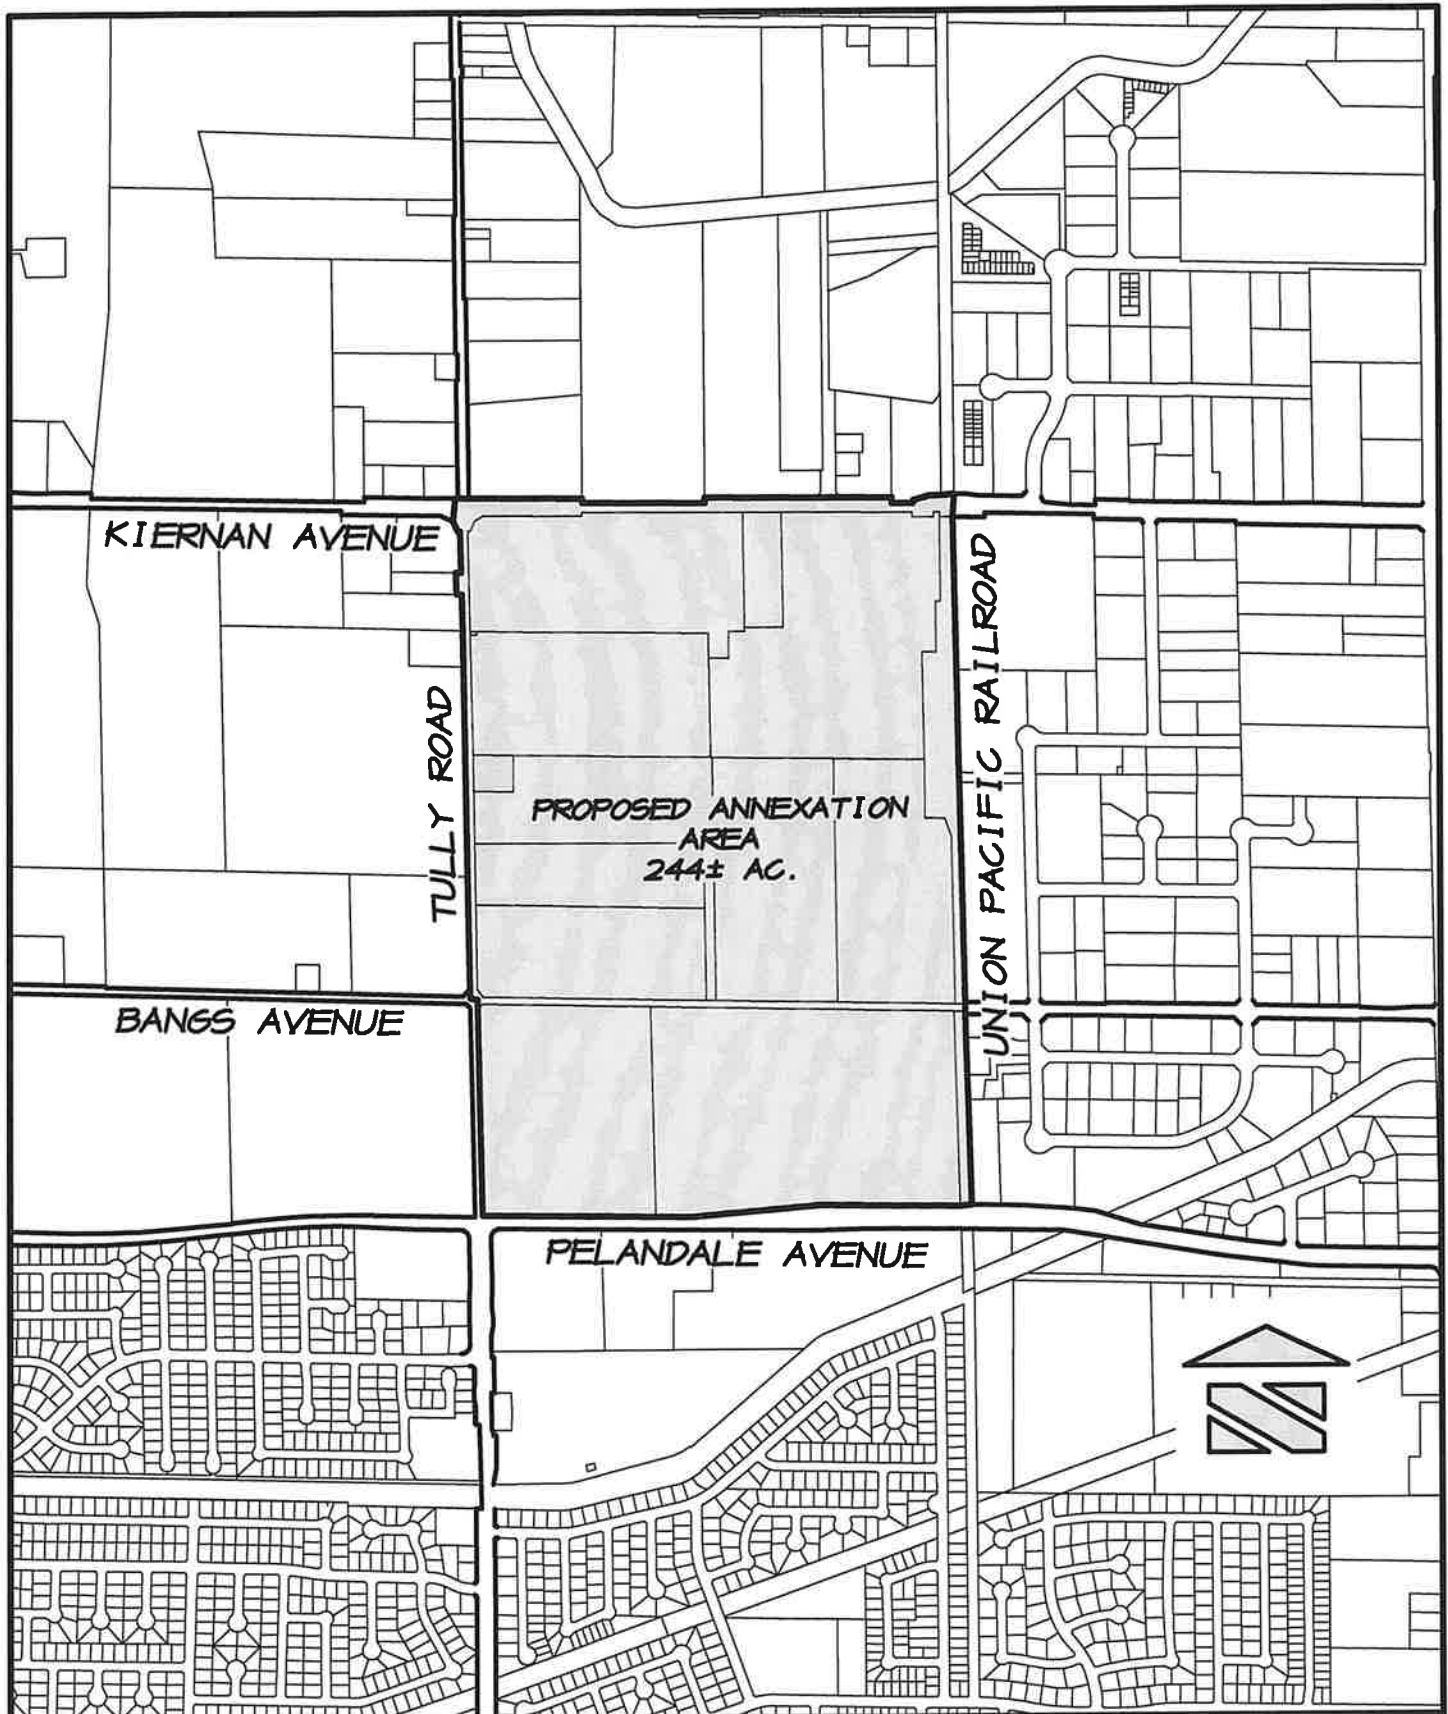 KIERNAN AVENUE
TULLY ROAD
UNION PACIFIC RAILROAD
PROPOSED ANNEXATION
AREA
244± AC.
BANGS AVENUE
PELANDALE AVENUE
N